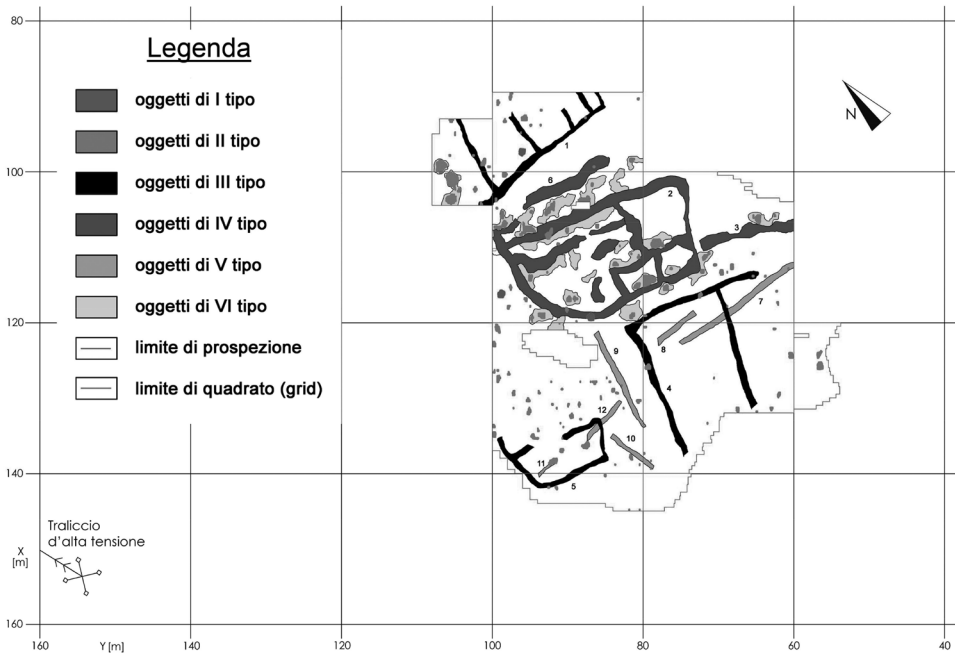 80
Legenda
oggetti di I tipo
oggetti di II tipo
oggetti di III tipo
oggetti di IV tipo
oggetti di V tipo
oggetti di VI tipo
limite di prospezione
limite di quadrato (grid)
N
1
6
2
3
7
8
9
4
12
10
11
5
100
120
140
Traliccio
d'alta tensione
X
[m]
160
160
Y [m]
140
120
100
80
60
40